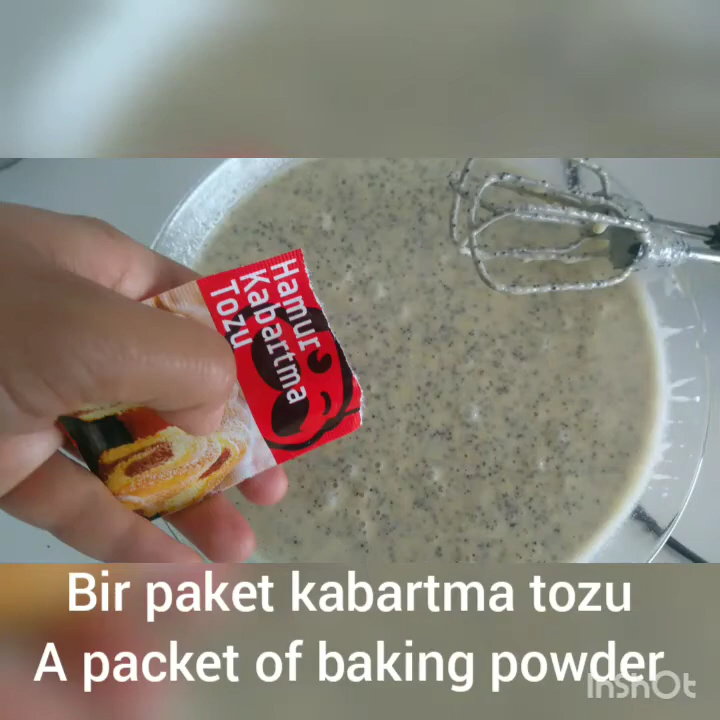 Hamur
Kabartma
Tozu
Bir paket kabartma tozu
A packet of baking powder
InShOt